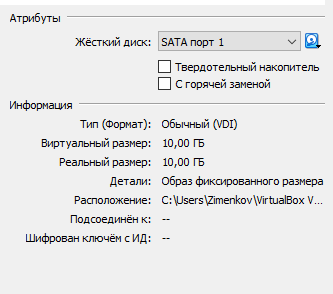 Атрибуты
Жёсткий диск: SATA порт 1
Твердотельный накопитель
С горячей заменой
Информация
Тип (Формат): Обычный (VDI)
Виртуальный размер: 10,00 ГБ
Реальный размер: 10,00 ГБ
Детали: Образ фиксированного размера
Расположение: C:\Users\Zimenkov\VirtualBox V...
Подсоединён к: --
Шифрован ключём с ИД: --